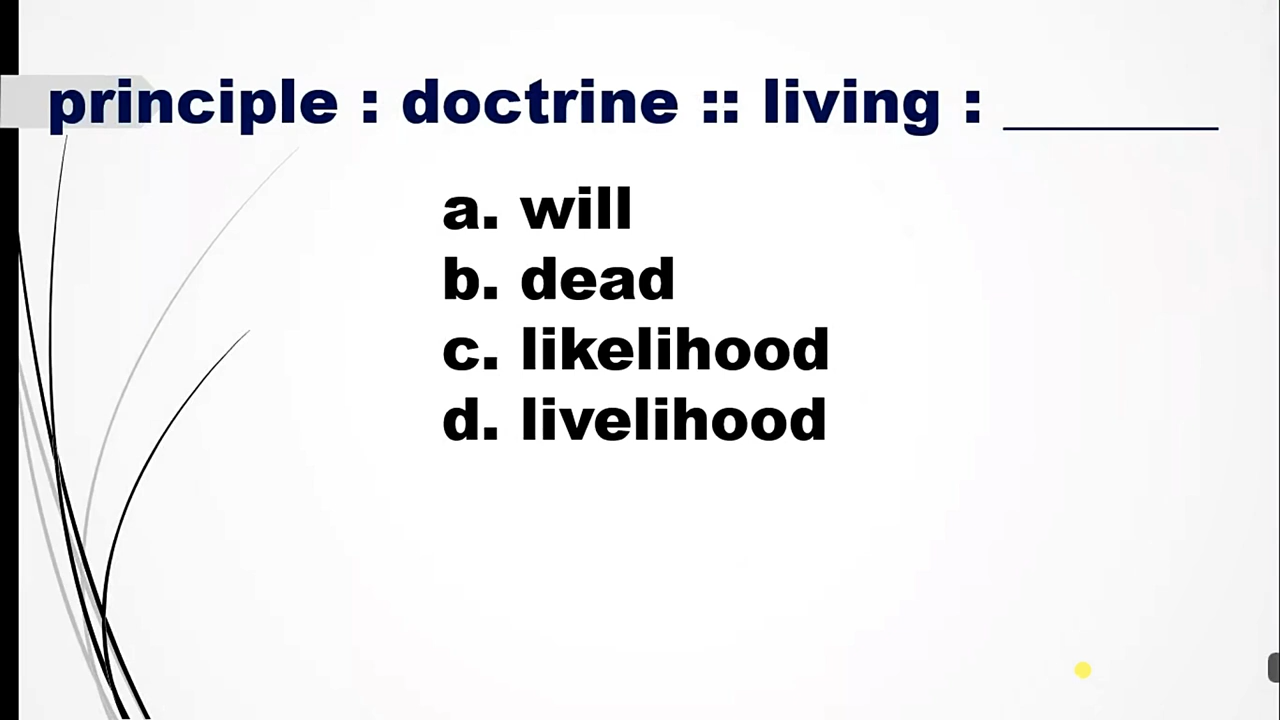 principle : doctrine :: living : ________
a. will
b. dead
c. likelihood
d. livelihood